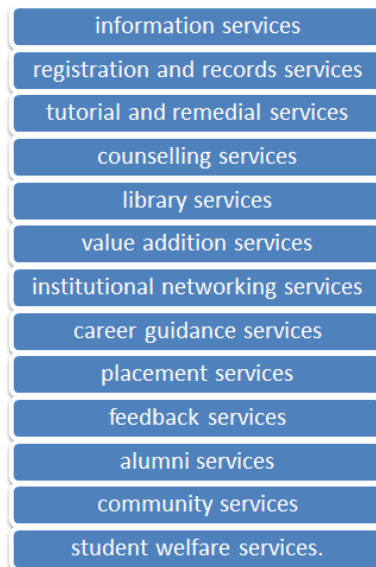 information services
registration and records services
tutorial and remedial services
counselling services
library services
value addition services
institutional networking services
career guidance services
placement services
feedback services
alumni services
community services
student welfare services.